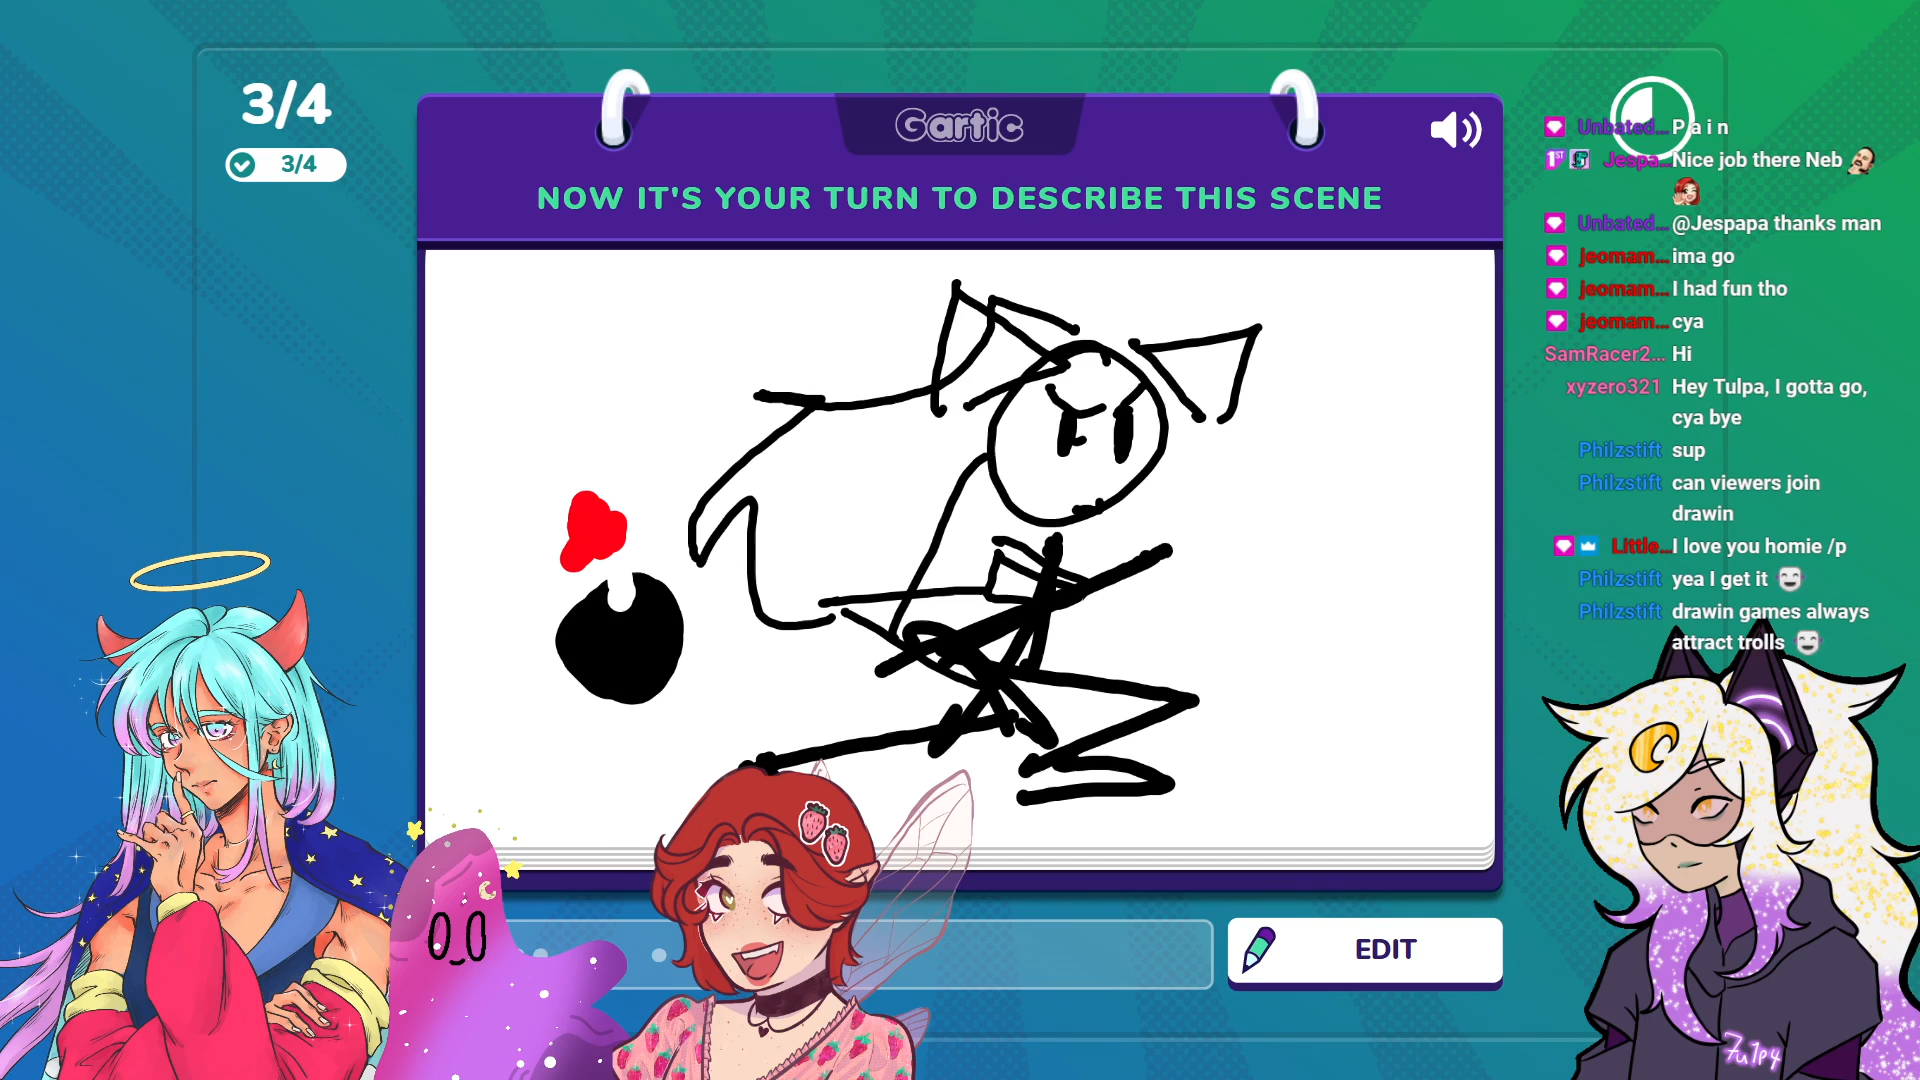 3/4
3/4
Gartic
NOW IT'S YOUR TURN TO DESCRIBE THIS SCENE
Unbated... P a i n
1ST Jespa... Nice job there Neb
Unbated... @Jespapa thanks man
jeomam... ima go
jeomam... I had fun tho
jeomam... cya
SamRacer2... Hi
xyzero321 Hey Tulpa, I gotta go,
cya bye
Philzstift sup
Philzstift can viewers join
drawin
Little... I love you homie /p
Philzstift yea I get it
Philzstift drawin games always
attract trolls
EDIT
7u1p4